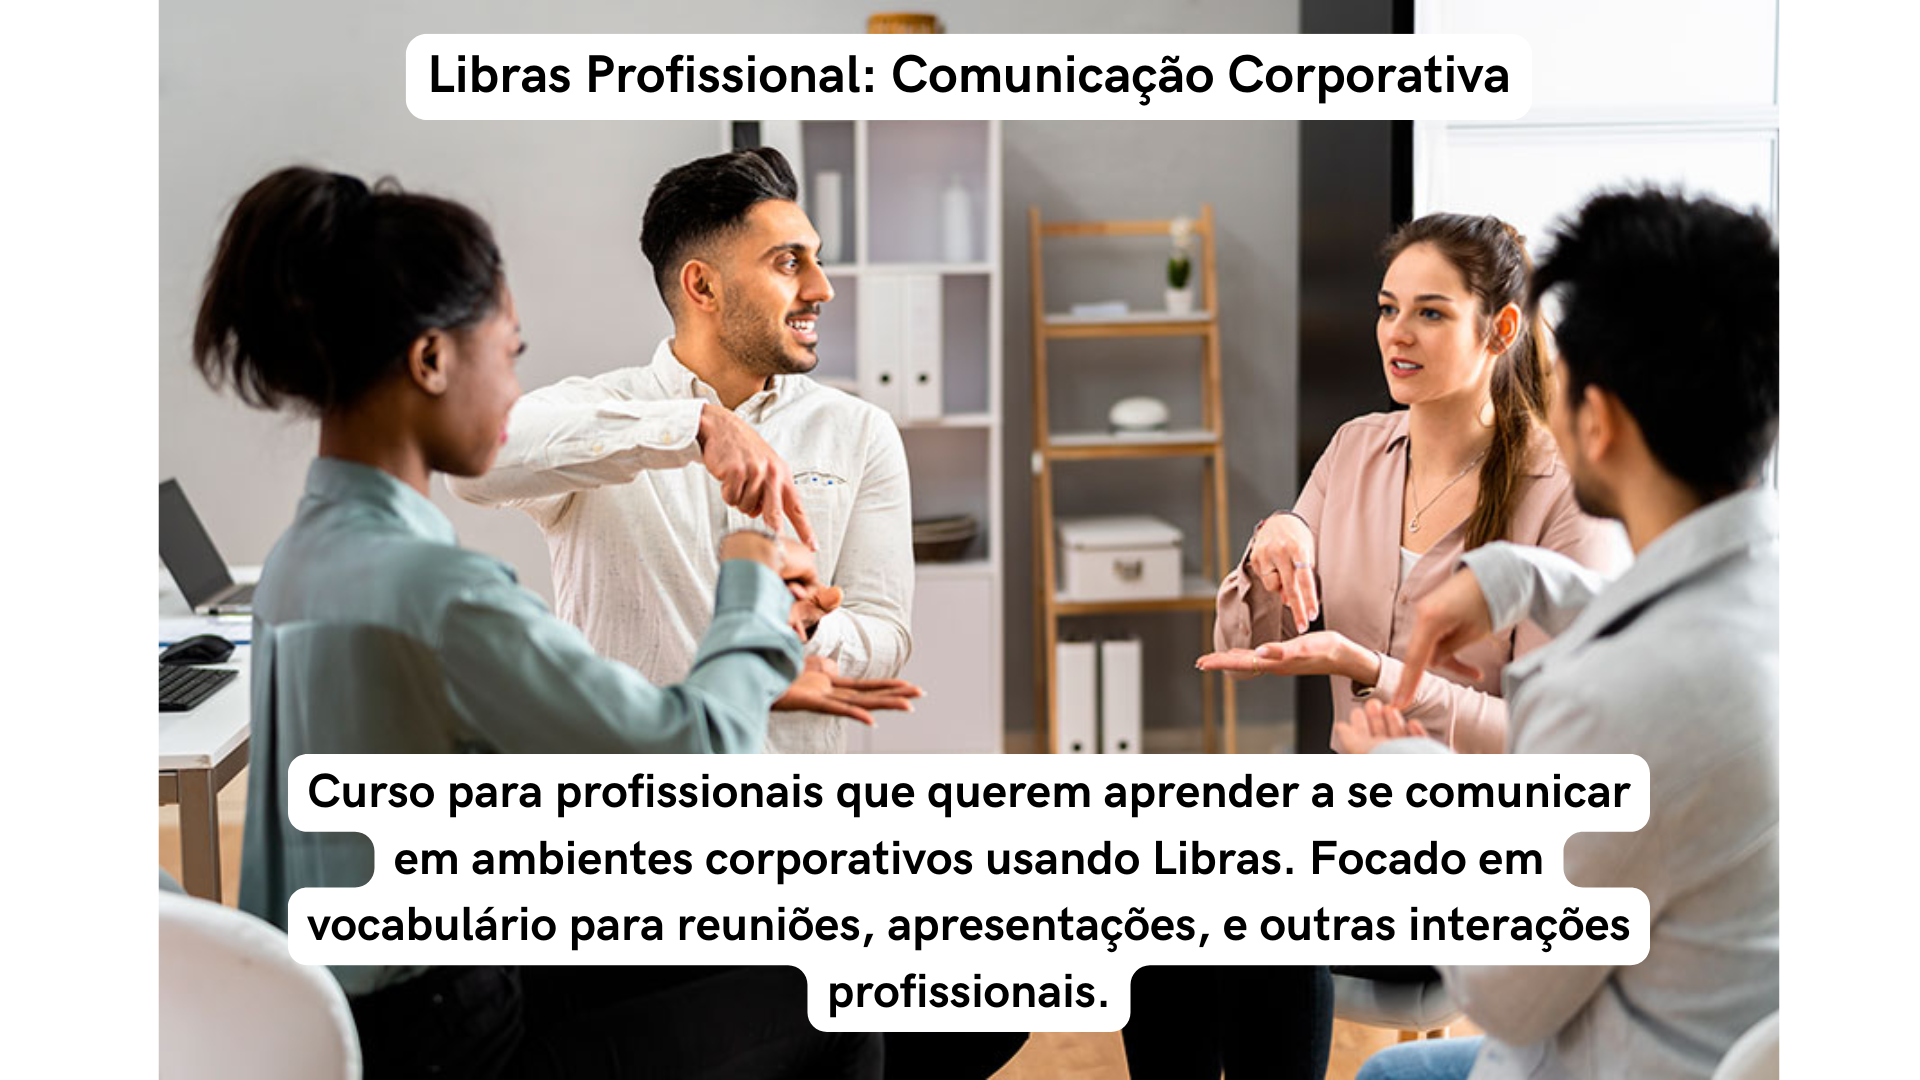 Libras Profissional: Comunicação Corporativa
Curso para profissionais que querem aprender a se comunicar
em ambientes corporativos usando Libras. Focado em
vocabulário para reuniões, apresentações, e outras interações
profissionais.